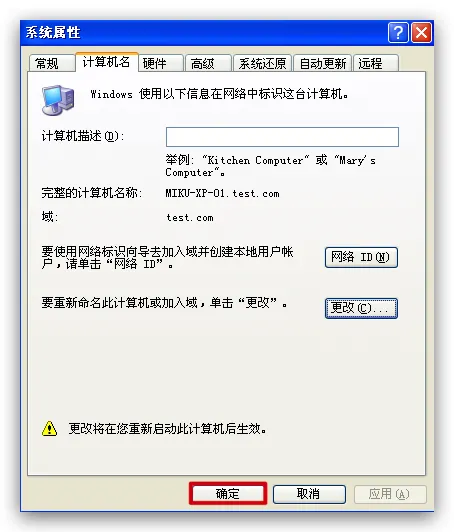 系统属性
常规 计算机名 硬件 高级 系统还原 自动更新 远程
Windows 使用以下信息在网络中标识这台计算机。
计算机描述(D):
举例: "Kitchen Computer" 或 "Mary's
Computer"。
完整的计算机名称: MIKU-XP-01.test.com
域: test.com
要使用网络标识向导去加入域并创建本地用户帐
户，请单击“网络 ID”。
网络 ID(N)
要重新命名此计算机或加入域，单击“更改”。
更改(C)...
更改将在您重新启动此计算机后生效。
确定 取消 应用(A)